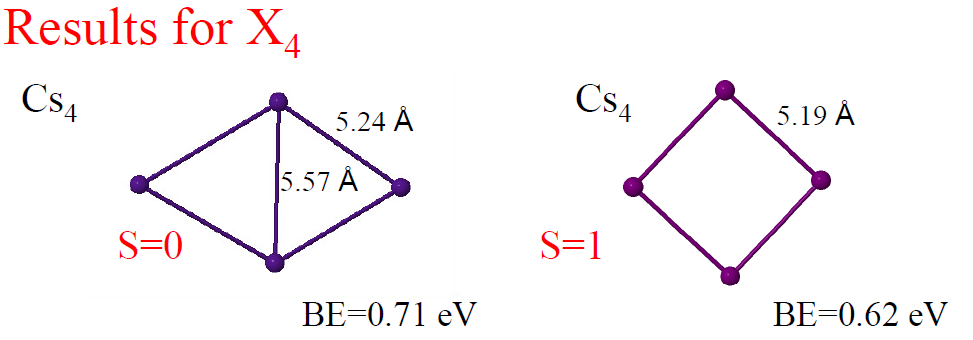 Results for X₄
Cs₄
5.24 Å
5.57 Å
S=0
BE=0.71 eV
Cs₄
5.19 Å
S=1
BE=0.62 eV